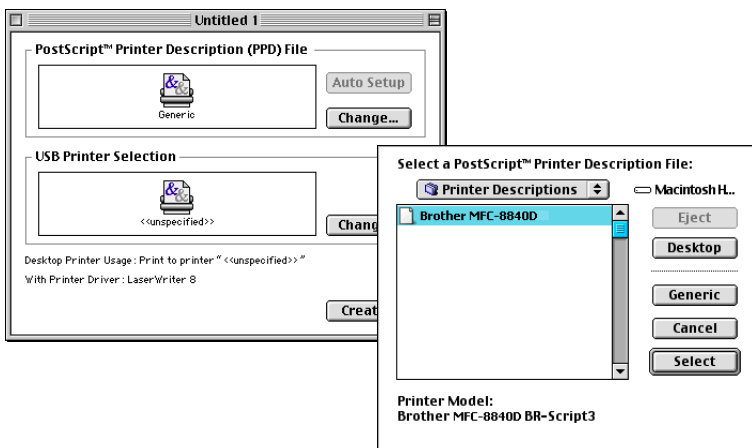 Untitled 1
PostScript™ Printer Description (PPD) File
Generic
Auto Setup
Change...
USB Printer Selection
<<unspecified>>
Chang
Desktop Printer Usage: Print to printer "<<unspecified>>"
With Printer Driver: LaserWriter 8
Creat
Select a PostScript™ Printer Description File:
Printer Descriptions
Macintosh H...
Brother MFC-8840D
Eject
Desktop
Generic
Cancel
Select
Printer Model:
Brother MFC-8840D BR-Script3